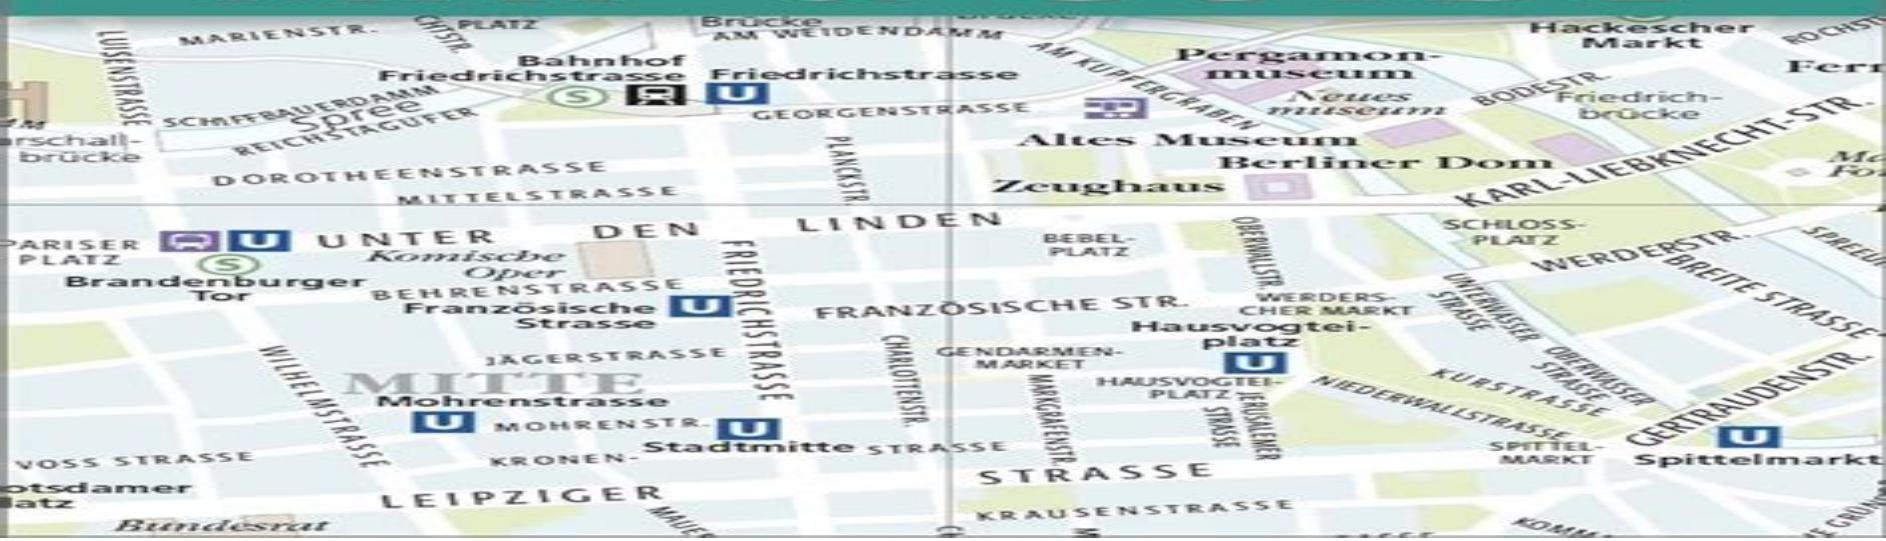 PLATZ
Brücke
MARIENSTR.
AM WEIDENDAMM
Hackescher
Markt
LUISENSTRASSE
Bahnhof
Friedrichstrasse
S
U
Friedrichstrasse
AM KUPFERGRABEN
Pergamon-
museum
Neues
museum
BODESTR.
Friedrich-
brücke
SCHIFFBAUERDAMM
Spree
REICHSTAGUFER
GEORGENSTRASSE
brücke
Altes Museum
Berliner Dom
Zeughaus
KARL-LIEBKNECHT-STR.
DOROTHEENSTRASSE
MITTELSTRASSE
PLANCKSTR
PARISER
PLATZ
U
S
Brandenburger
Tor
UNTER DEN LINDEN
Komische
Oper
BEHRENSTRASSE
Französische
Strasse
U
FRIEDRICHSTRASSE
BEBEL-
PLATZ
OBERWALLSTR.
SCHLOSS-
PLATZ
WERDERSTR.
BREITE STRASSE
FRANZÖSISCHE STR.
WERDERS-
CHER MARKT
UNTERWASSER
STRASSE
Hausvogtei-
platz
U
JÄGERSTRASSE
MITTE
WILHELMSTRASSE
CHARLOTTENSTR.
GENDARMEN-
MARKET
HAUSVOGTEI-
PLATZ
OBERWASSER
STRASSE
KURSTRASSE
NIEDERWALLSTRASSE
GERTRAUDENSTR.
Mohrenstrasse
U
MOHRENSTR.
U
Stadtmitte
KRONEN-
STRASSE
MARKGRAFENSTR
JERUSALEMER
STRASSE
SPITTEL-
MARKT
U
Spittelmarkt
VOSS STRASSE
LEIPZIGER
STRASSE
KRAUSENSTRASSE
Bundesrat